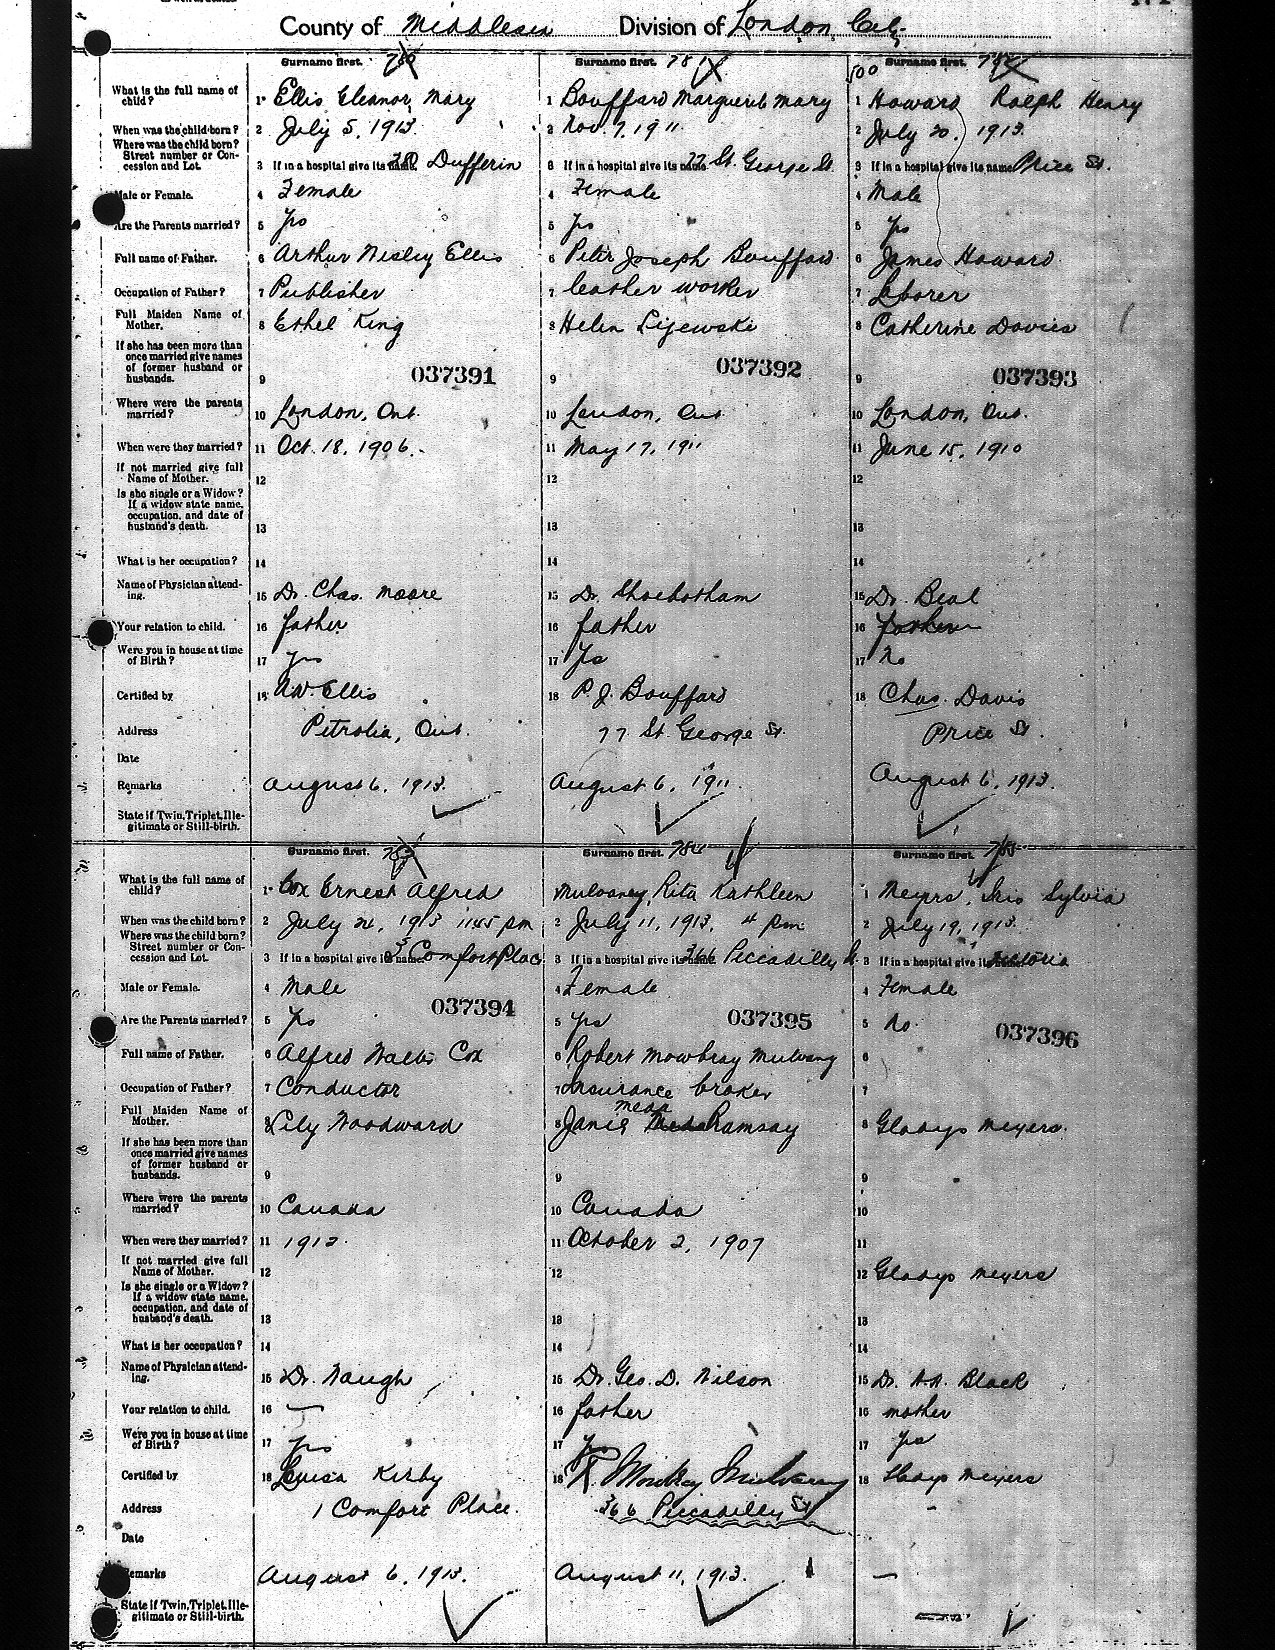 County of Middlesex Division of London City
Surname first. 780
What is the full name of child? 1 Ellis Eleanor Mary
When was the child born? 2 July 5, 1913.
Where was the child born? Street number or Concession and Lot. 3 If in a hospital give its name Dufferin
Male or Female. 4 Female
Are the Parents married? 5 Yes
Full name of Father. 6 Arthur Wesley Ellis
Occupation of Father? 7 Publisher
Full Maiden Name of Mother. 8 Ethel King
If she has been more than once married give names of former husband or husbands. 9
037391
Where were the parents married? 10 London, Ont.
When were they married? 11 Oct. 18, 1906.
If not married give full Name of Mother. 12
Is she single or a Widow? If a widow state name, occupation, and date of husband's death. 13
What is her occupation? 14
Name of Physician attending. 15 Dr. Chas. Moore
Your relation to child. 16 father
Were you in house at time of Birth? 17 yes
Certified by 18 A.W. Ellis
Address Petrolia, Ont.
Date
Remarks August 6, 1913.
State if Twin, Triplet, Illegitimate or Still-birth.
Surname first. 781
1 Bouffard Marguerite Mary
2 Nov. 7, 1911
3 If in a hospital give its name 77 St. George St.
4 Female
5 Yes
6 Peter Joseph Bouffard
7 leather worker
8 Helen Lijewski
9
037392
10 London, Ont.
11 May 17, 1911
12
13
14
15 Dr. Shoebotham
16 father
17 Yes
18 P. J. Bouffard
77 St. George St.
August 6, 1911.
500
Surname first. 782
1 Howard Ralph Henry
2 July 20, 1913.
3 If in a hospital give its name Price St.
4 Male
5 Yes
6 James Howard
7 Laborer
8 Catherine Davies
9
037393
10 London, Ont.
11 June 15, 1910
12
13
14
15 Dr. Beal
16 father
17 No
18 Chas. Davis
Price St.
August 6, 1913.
Surname first. 783
What is the full name of child? 1 Cox Ernest Alfred
When was the child born? 2 July 24, 1913 11.45 pm
Where was the child born? Street number or Concession and Lot. 3 If in a hospital give its name Comfort Place
Male or Female. 4 Male
037394
Are the Parents married? 5 Yes
Full name of Father. 6 Alfred Walter Cox
Occupation of Father? 7 Conductor
Full Maiden Name of Mother. 8 Lily Woodward
If she has been more than once married give names of former husband or husbands. 9
Where were the parents married? 10 Canada
When were they married? 11 1912.
If not married give full Name of Mother. 12
Is she single or a Widow? If a widow state name, occupation, and date of husband's death. 13
What is her occupation? 14
Name of Physician attending. 15 Dr. Waugh
Your relation to child. 16 —
Were you in house at time of Birth? 17 Yes
Certified by 18 Louisa Kirby
Address 1 Comfort Place.
Date
Remarks August 6, 1913.
State if Twin, Triplet, Illegitimate or Still-birth.
Surname first. 784
Mulvaney, Rita Kathleen
2 July 11, 1913, 4 pm
3 If in a hospital give its name 366 Piccadilly St.
4 Female
037395
5 Yes
6 Robert Mowbray Mulvany
7 Insurance broker
Meda
8 Janie Ramsay
9
10 Canada
11 October 2, 1907
12
13
14
15 Dr. Geo. D. Wilson
16 father
17 Yes
18 R. Mowbray Mulvany
366 Piccadilly St
August 11, 1913.
Surname first. 785
1 Meyers, Iris Sylvia
2 July 19, 1913.
3 If in a hospital give its Victoria
4 Female
5 No.
037396
6
7
8 Gladys Meyers.
9
10
11
12 Gladys Meyers
13
14
15 Dr. Black
16 mother
17 yes
18 Gladys Meyers
—